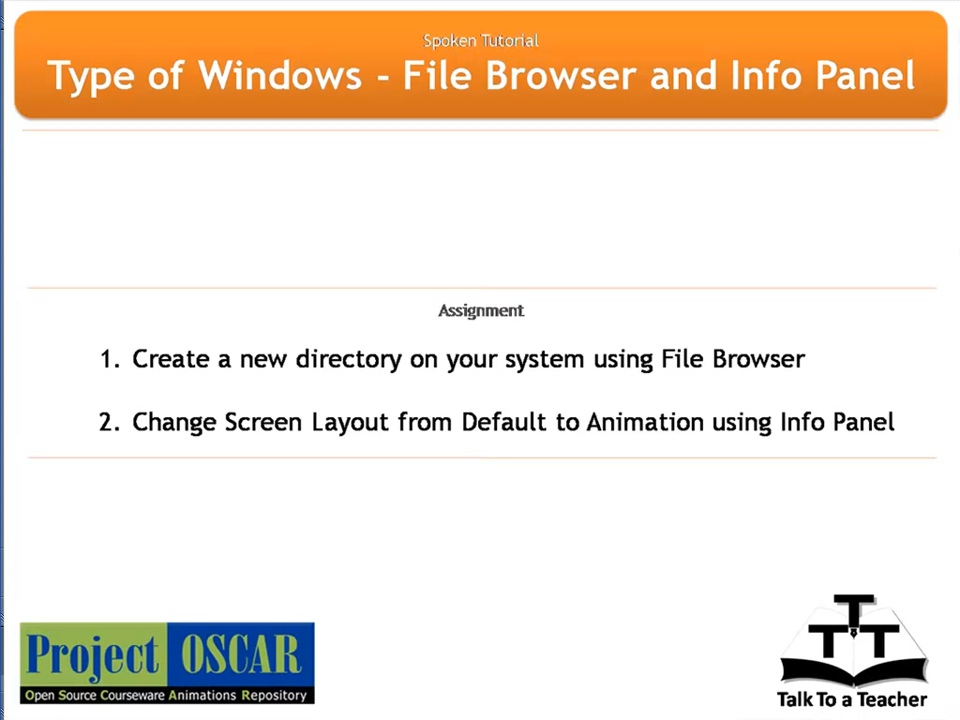 Spoken Tutorial
Type of Windows - File Browser and Info Panel
Assignment
1. Create a new directory on your system using File Browser
2. Change Screen Layout from Default to Animation using Info Panel
Project OSCAR
Open Source Courseware Animations Repository
T
T T
Talk To a Teacher